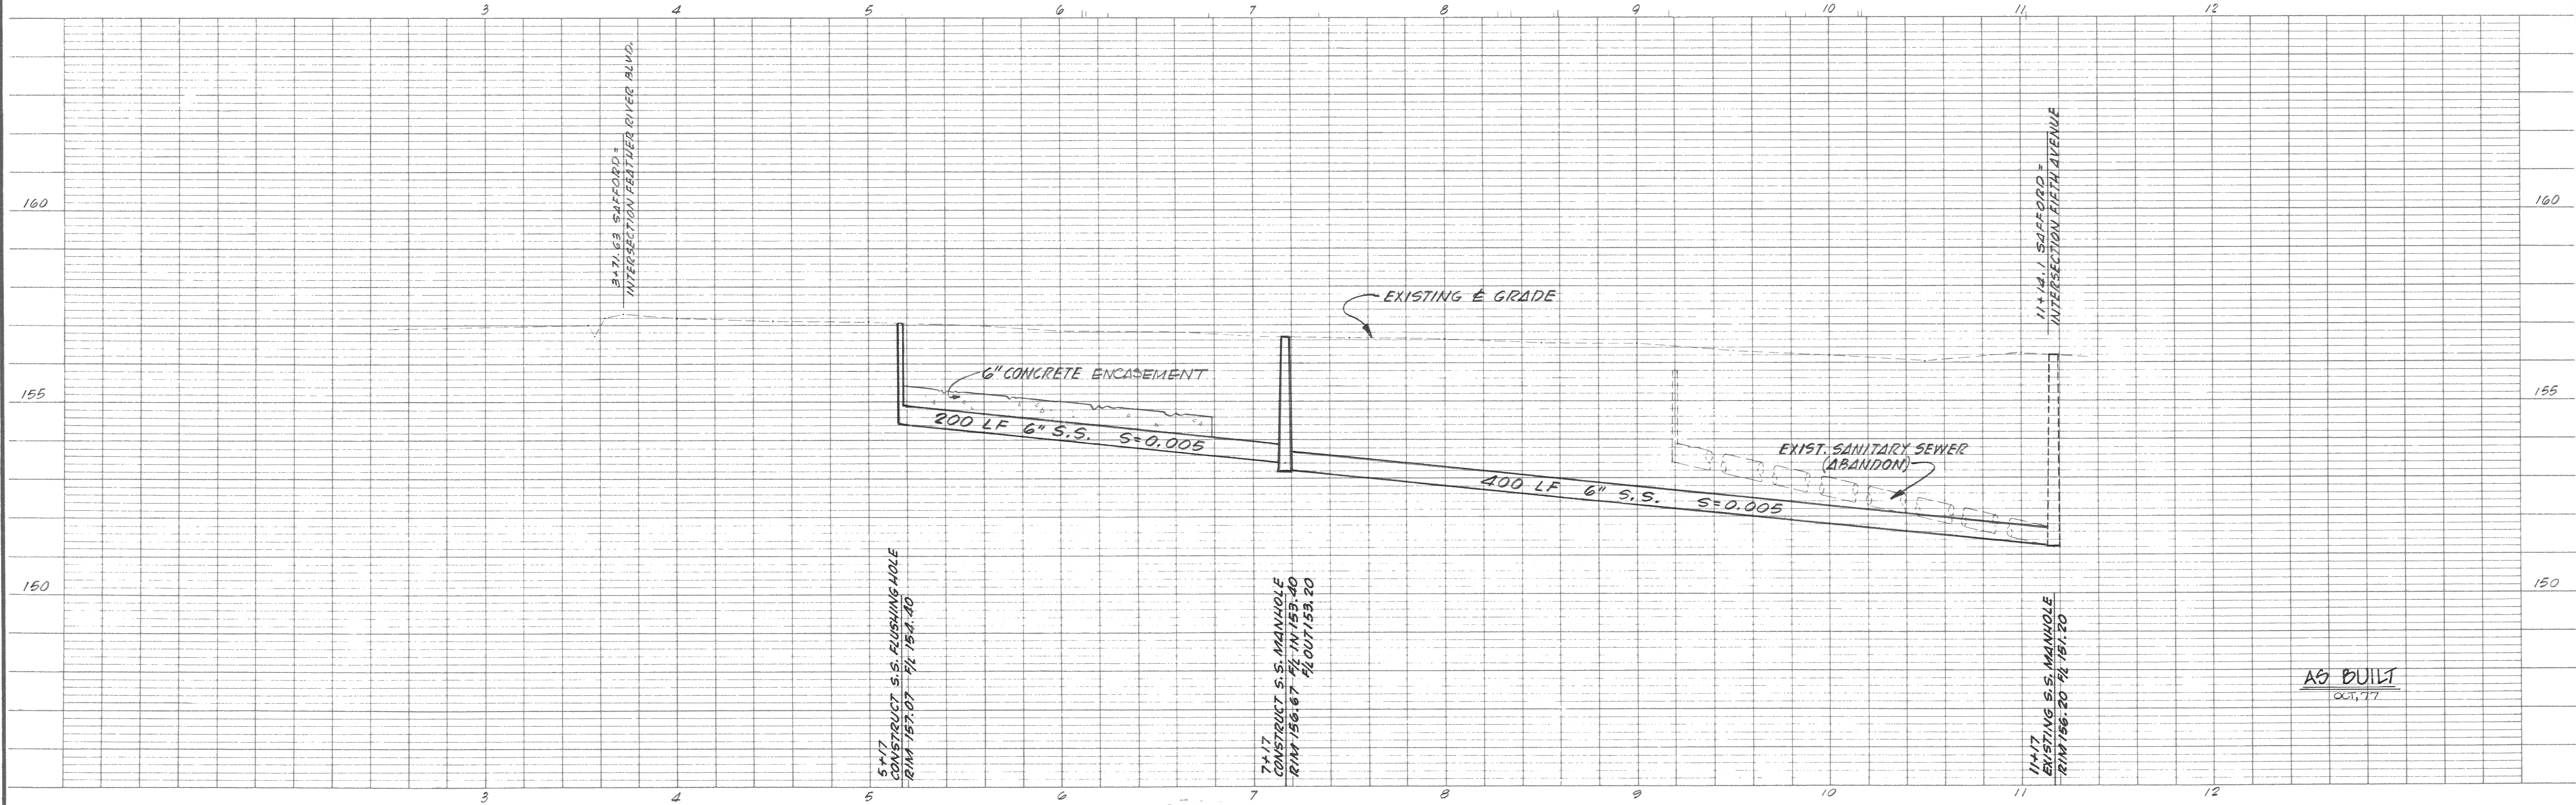 3 4 5 6 7 8 9 10 11 12
3+71.63 SAFFORD =
INTERSECTION FEATHER RIVER BLVD.
11+14.1 SAFFORD =
INTERSECTION FIFTH AVENUE
160 160
EXISTING ℄ GRADE
6" CONCRETE ENCASEMENT
155 155
200 LF 6" S.S. S=0.005
EXIST. SANITARY SEWER
(ABANDON)
400 LF 6" S.S. S=0.005
150 150
5+17
CONSTRUCT S.S. FLUSHING HOLE
RIM 157.07 F/L 154.40
7+17
CONSTRUCT S.S. MANHOLE
RIM 156.67 F/L IN 153.40
F/L OUT 153.20
11+17
EXISTING S.S. MANHOLE
RIM 156.20 F/L 151.20
AS BUILT
OCT, 77
3 4 5 6 7 8 9 10 11 12